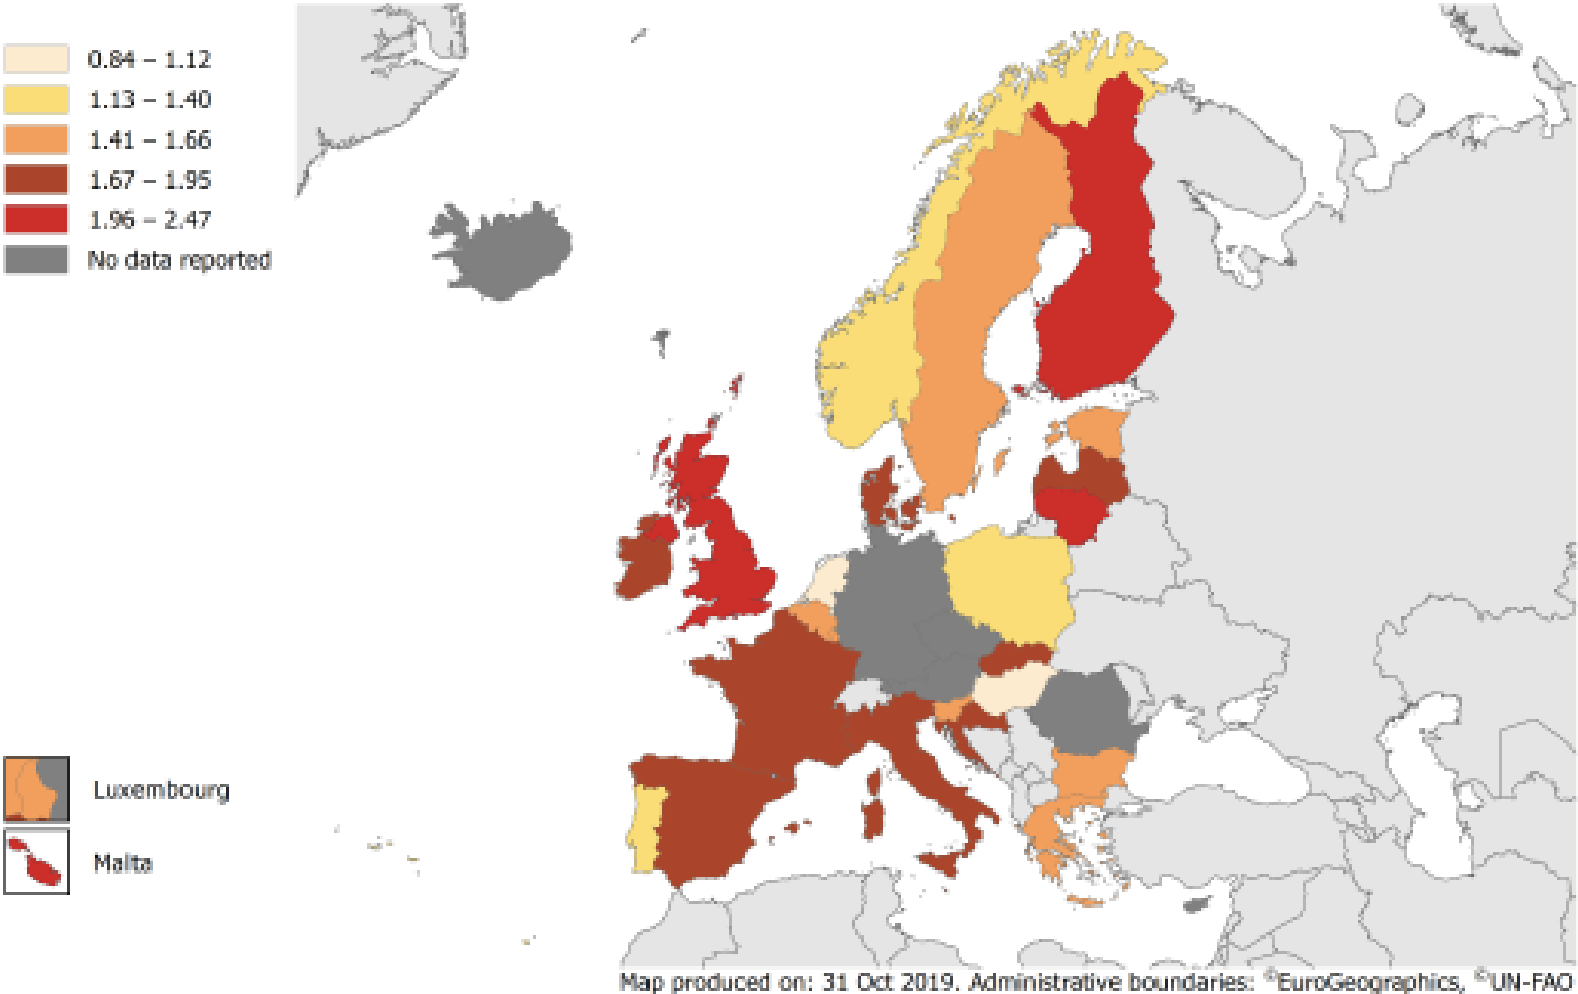 0.84 – 1.12
1.13 – 1.40
1.41 – 1.66
1.67 – 1.95
1.96 – 2.47
No data reported
Luxembourg
Malta
Map produced on: 31 Oct 2019. Administrative boundaries: ©EuroGeographics, ©UN-FAO